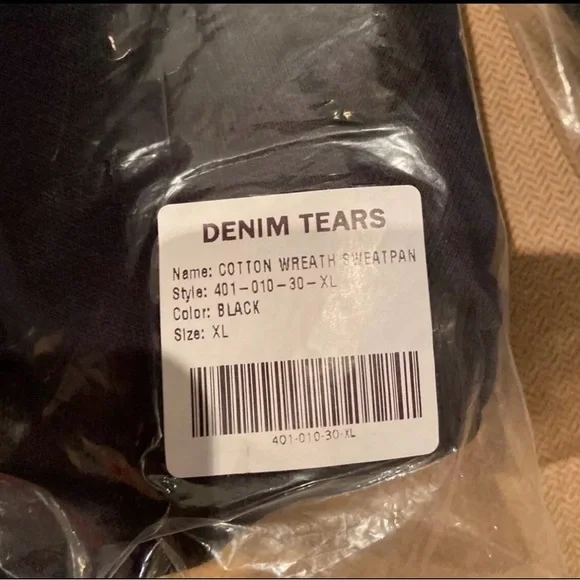 DENIM TEARS
Name: COTTON WREATH SWEATPAN
Style: 401-010-30-XL
Color: BLACK
Size: XL
401-010-30-XL